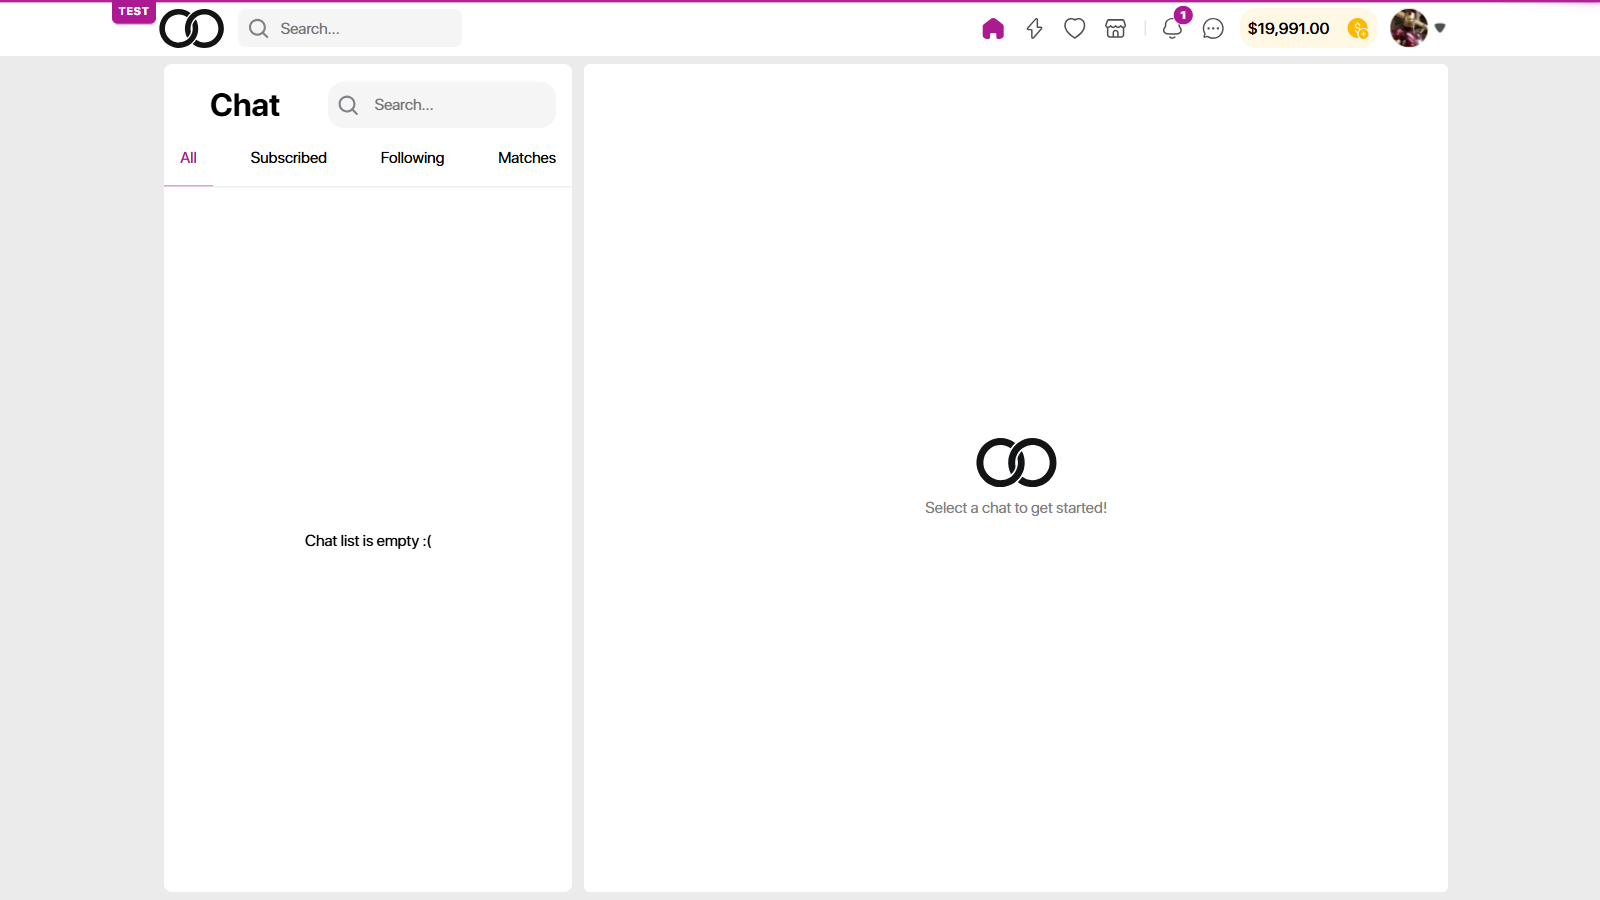 TEST
Search...
1
$19,991.00
Chat
Search...
All
Subscribed
Following
Matches
Chat list is empty :(
Select a chat to get started!